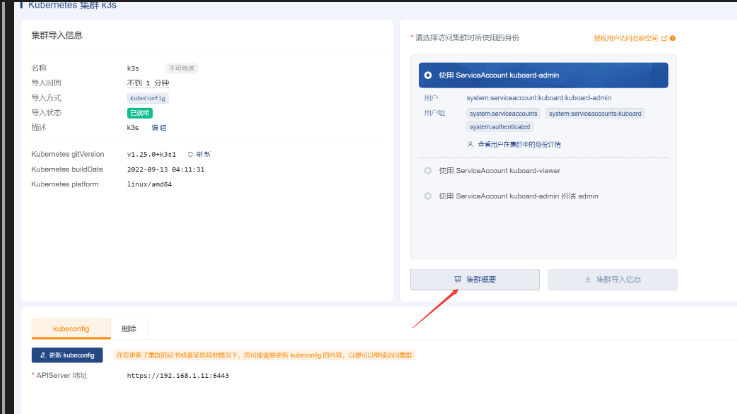 Kubernetes 集群 k3s
集群导入信息
名称 k3s 不可修改
导入时间 不到 1 分钟
导入方式 KubeConfig
导入状态 已就绪
描述 k3s 编辑
Kubernetes gitVersion v1.25.0+k3s1 刷新
Kubernetes buildDate 2022-09-13 04:11:31
Kubernetes platform linux/amd64
* 请选择访问集群时所使用的身份 授权用户访问名称空间
使用 ServiceAccount kuboard-admin
用户 system:serviceaccount:kuboard:kuboard-admin
用户组 system:serviceaccounts system:serviceaccounts:kuboard
system:authenticated
查看用户在集群中的身份详情
使用 ServiceAccount kuboard-viewer
使用 ServiceAccount kuboard-admin 扮演 admin
集群概要 集群导入信息
kubeconfig 删除
更新 kubeconfig 在您更新了集群的证书或者某些其他情况下，您可能需要更新 kubeconfig 的内容，以便可以继续访问集群
* APIServer 地址 https://192.168.1.11:6443